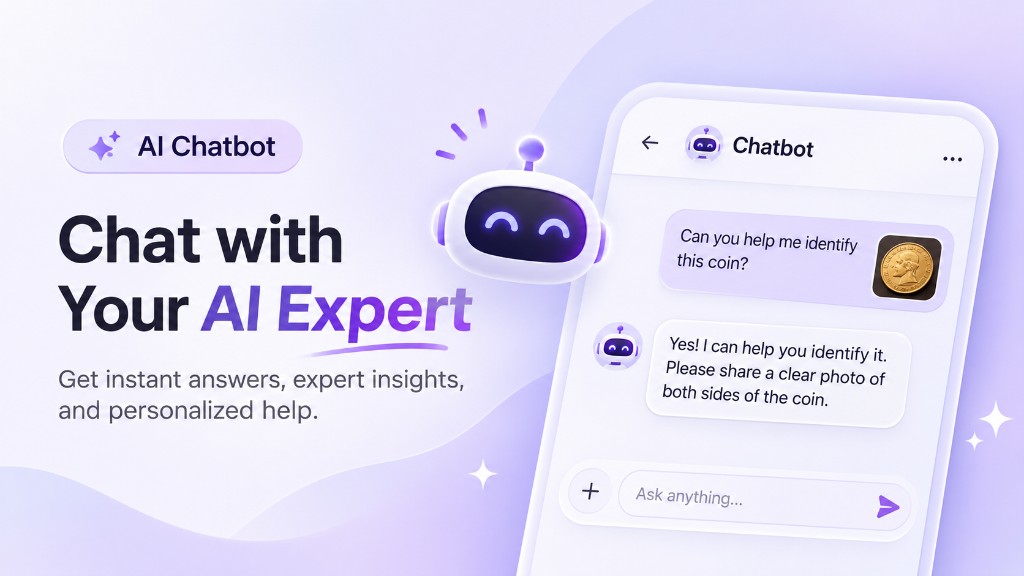 AI Chatbot
Chat with
Your AI Expert
Get instant answers, expert insights,
and personalized help.
Chatbot
Can you help me identify
this coin?
Yes! I can help you identify it.
Please share a clear photo of
both sides of the coin.
Ask anything...